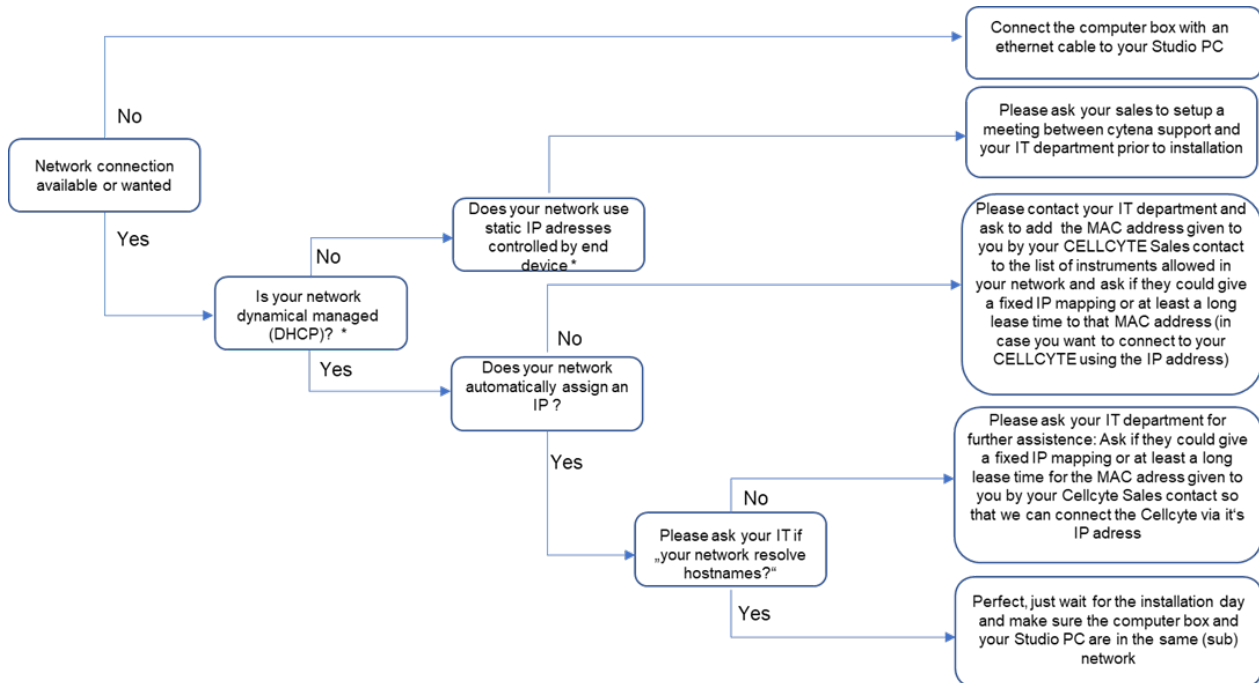 Connect the computer box with an
ethernet cable to your Studio PC
No
Please ask your sales to setup a
meeting between cytena support and
your IT department prior to installation
Network connection
available or wanted
Does your network use
static IP adresses
controlled by end
device *
Yes
No
Please contact your IT department and
ask to add the MAC address given to
you by your CELLCYTE Sales contact
to the list of instruments allowed in
your network and ask if they could give
a fixed IP mapping or at least a long
lease time to that MAC address (in
case you want to connect to your
CELLCYTE using the IP address)
Is your network
dynamical managed
(DHCP)? *
No
Yes
Does your network
automatically assign an
IP ?
Please ask your IT department for
further assistence: Ask if they could give
a fixed IP mapping or at least a long
lease time for the MAC adress given to
you by your Cellcyte Sales contact so
that we can connect the Cellcyte via it‘s
IP adress
Yes
No
Please ask your IT if
„your network resolve
hostnames?“
Yes
Perfect, just wait for the installation day
and make sure the computer box and
your Studio PC are in the same (sub)
network